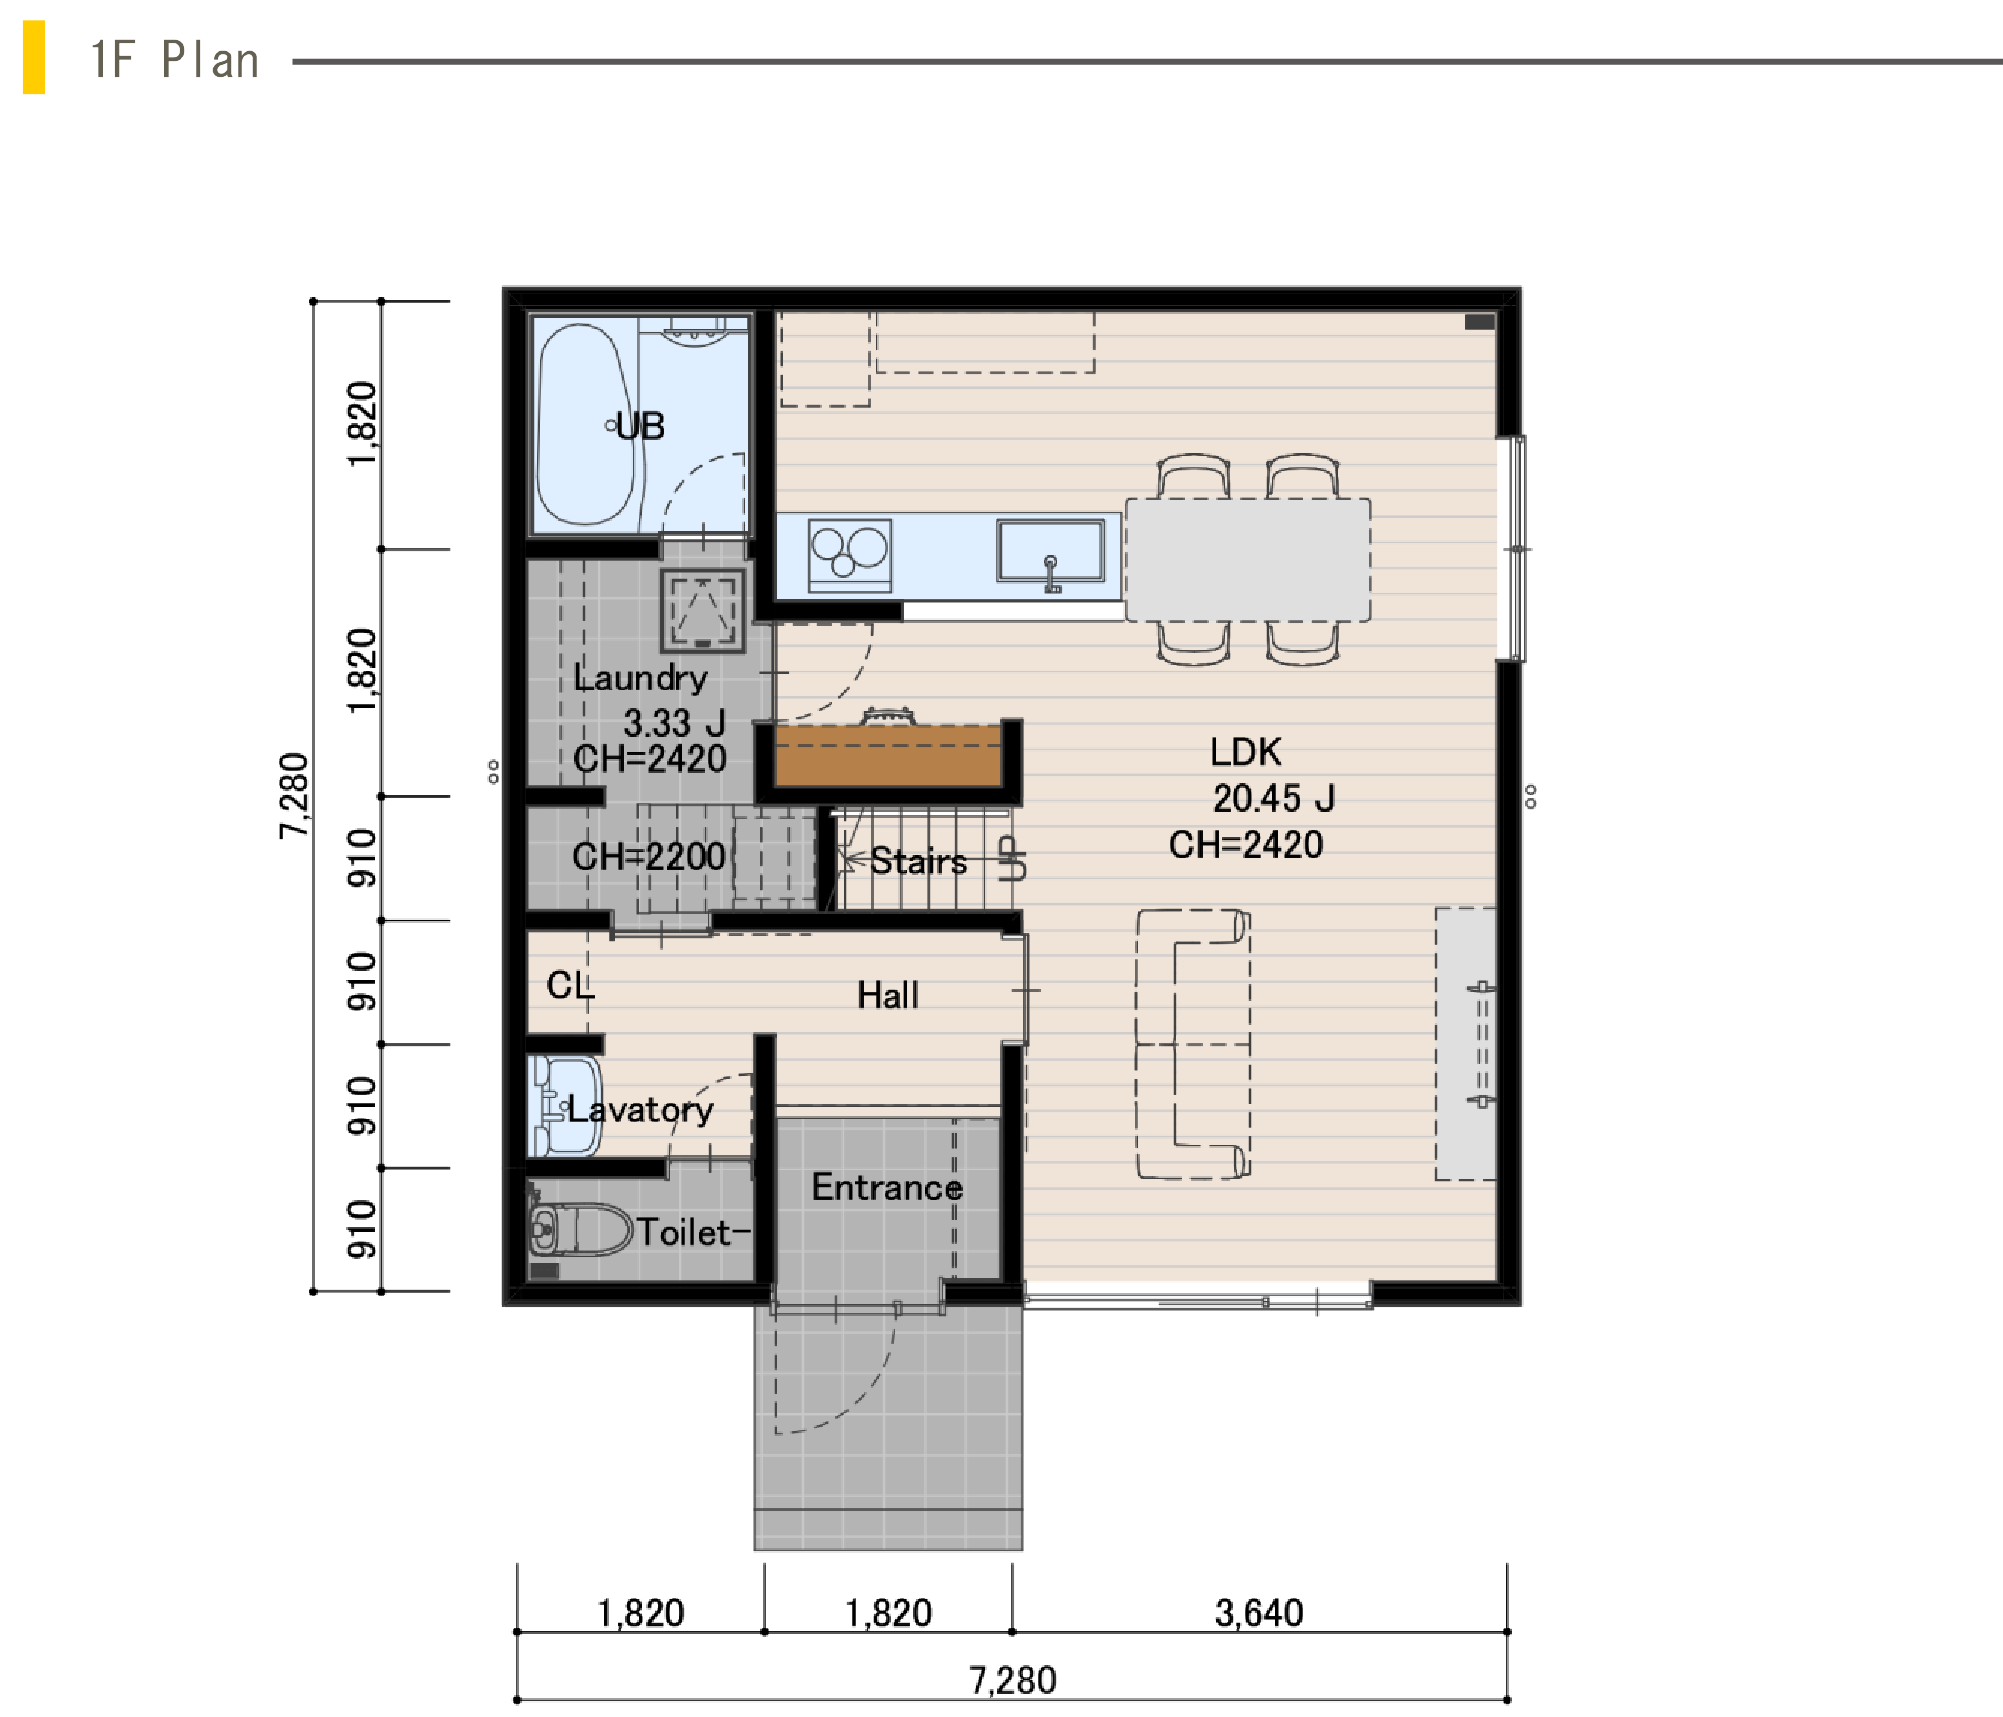 1F Plan
1,820
UB
1,820
Laundry
3.33 J
CH=2420
LDK
20.45 J
CH=2420
7,280
910
CH=2200
Stairs
UP
910
CL
Hall
910
Lavatory
910
Entrance
Toilet
1,820
1,820
3,640
7,280